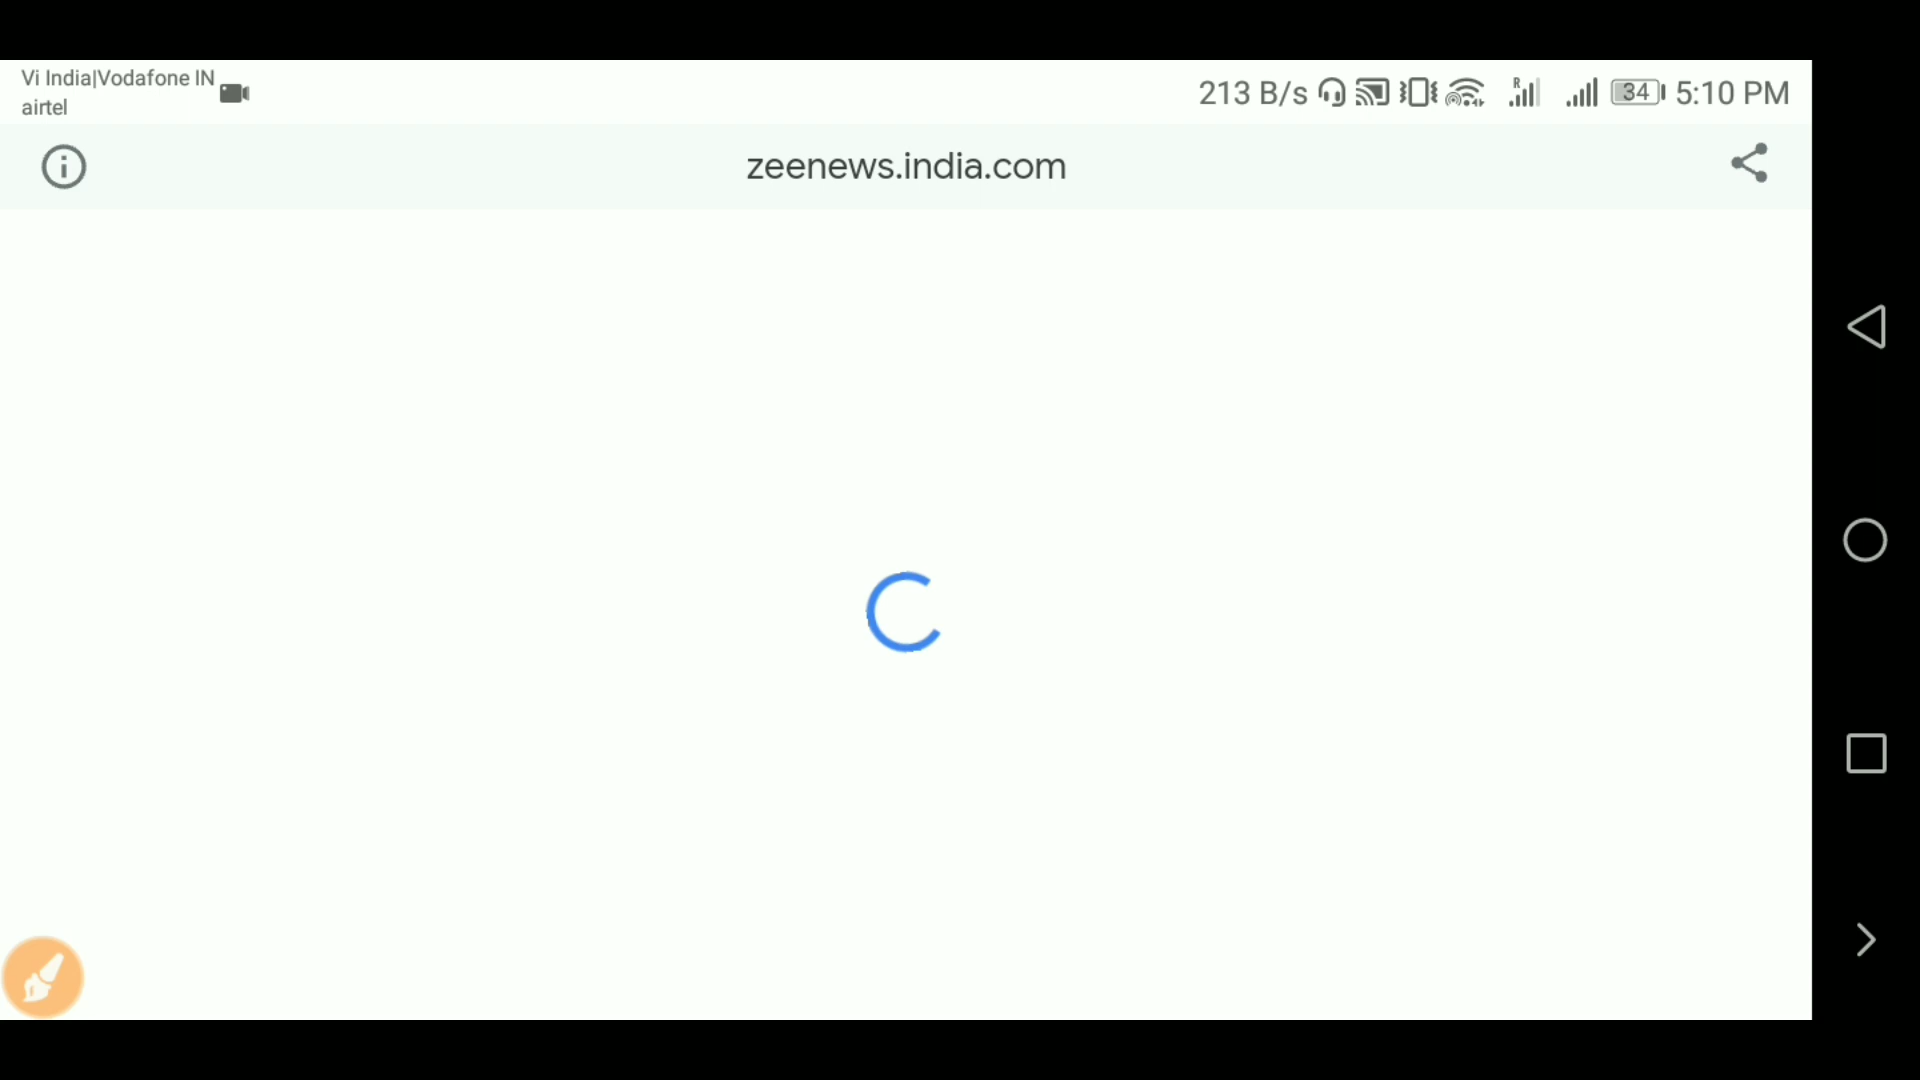 Vi India|Vodafone IN
airtel
213 B/s R 34 5:10 PM
zeenews.india.com